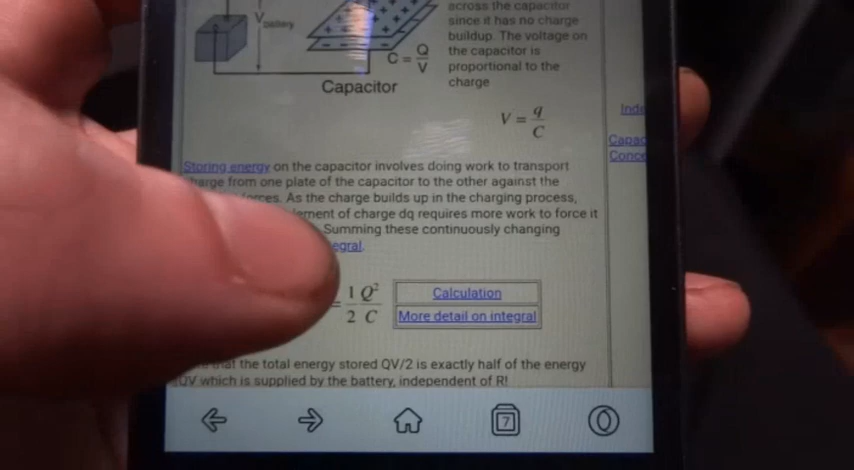 V battery
C = Q/V
Capacitor
across the capacitor
since it has no charge
buildup. The voltage on
the capacitor is
proportional to the
charge
V = q/C
Inde
Capac
Conce
Storing energy on the capacitor involves doing work to transport
charge from one plate of the capacitor to the other against the
As the charge builds up in the charging process,
of charge dq requires more work to force it
Summing these continuously changing
egral.
= 1/2 Q²/C
Calculation
More detail on integral
that the total energy stored QV/2 is exactly half of the energy
QV which is supplied by the battery, independent of R!
7